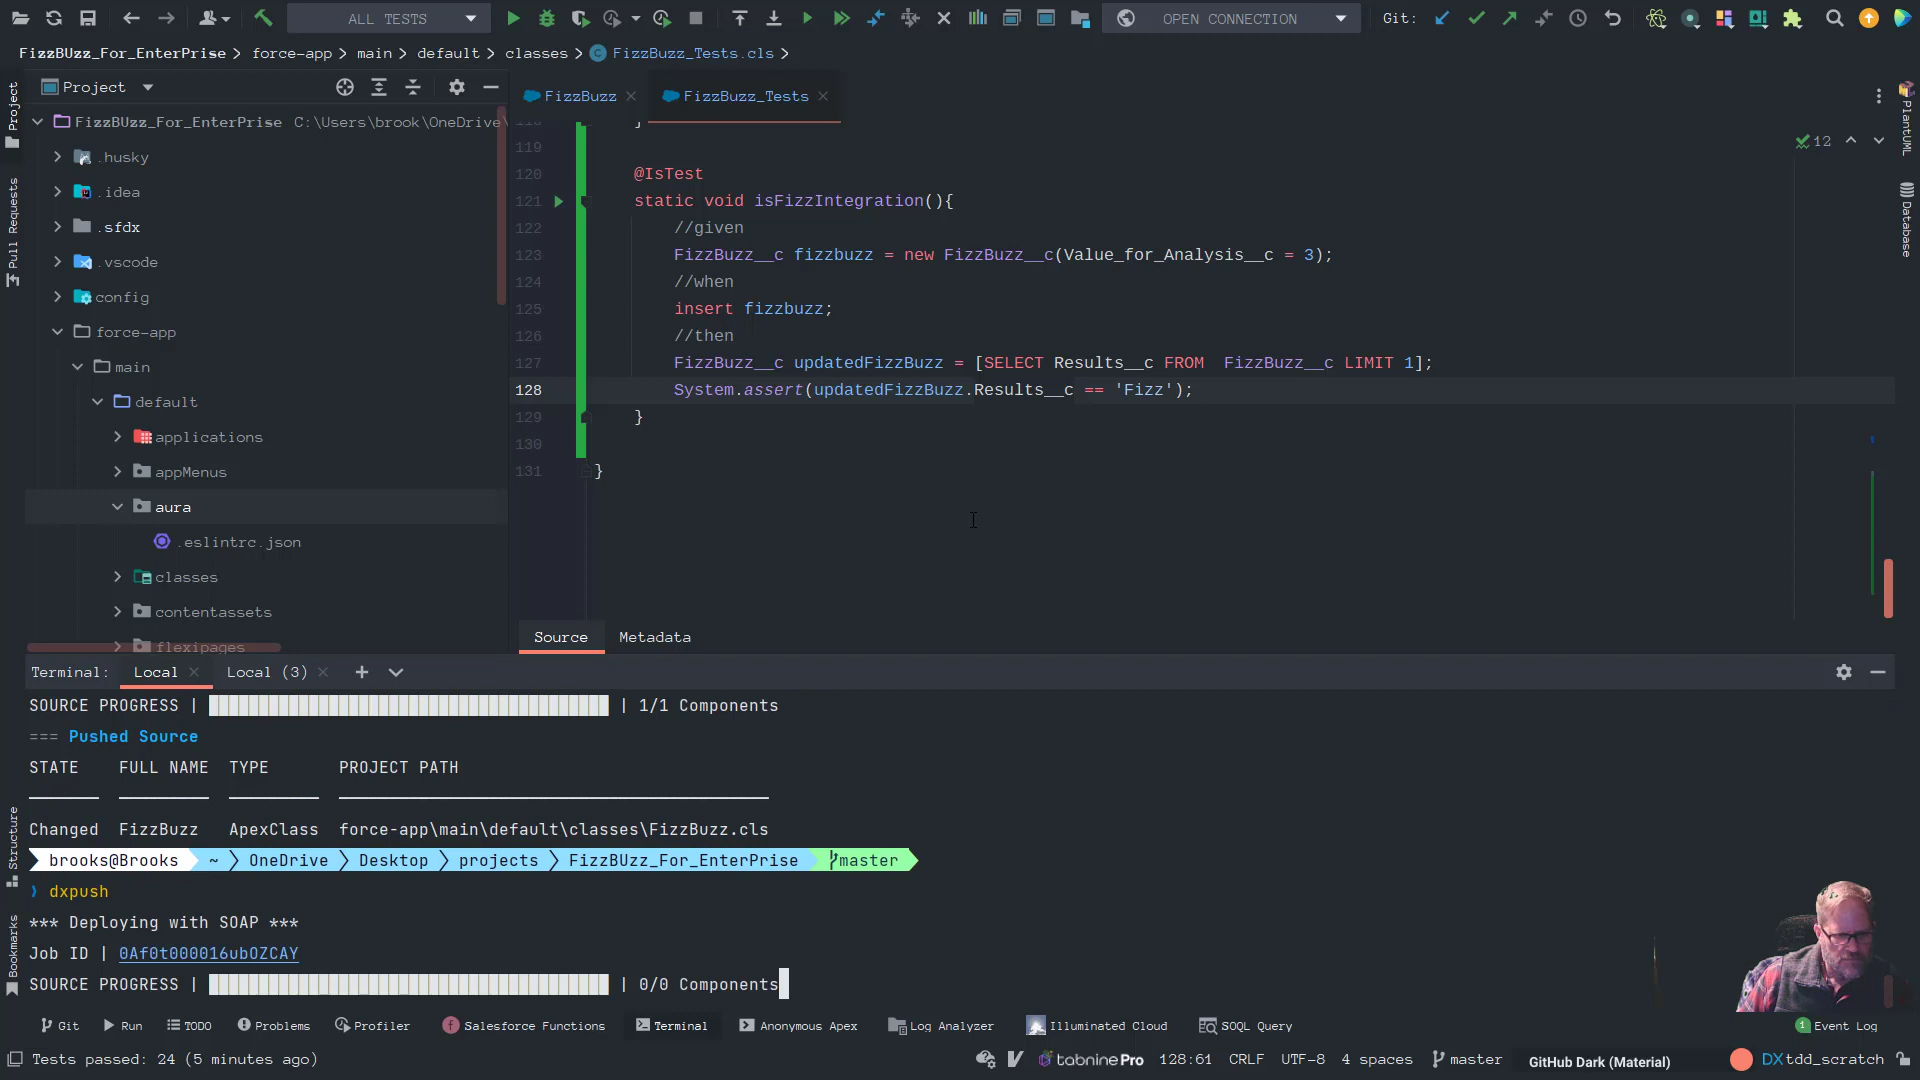 ALL TESTS
OPEN CONNECTION
Git:
FizzBUzz_For_EnterPrise > force-app > main > default > classes > FizzBuzz_Tests.cls >
Project
Project
Pull Requests
FizzBuzz
FizzBuzz_Tests
PlantUML
Database
FizzBUzz_For_EnterPrise C:\Users\brook\OneDrive\
.husky
.idea
.sfdx
.vscode
config
force-app
main
default
applications
appMenus
aura
.eslintrc.json
classes
contentassets
flexipages
12
118 }
119
120 @IsTest
121 static void isFizzIntegration(){
122 //given
123 FizzBuzz__c fizzbuzz = new FizzBuzz__c(Value_for_Analysis__c = 3);
124 //when
125 insert fizzbuzz;
126 //then
127 FizzBuzz__c updatedFizzBuzz = [SELECT Results__c FROM  FizzBuzz__c LIMIT 1];
128 System.assert(updatedFizzBuzz.Results__c == 'Fizz');
129 }
130
131 }
Source Metadata
Terminal: Local Local (3)
SOURCE PROGRESS | | 1/1 Components
=== Pushed Source
STATE FULL NAME TYPE PROJECT PATH
Changed FizzBuzz ApexClass force-app\main\default\classes\FizzBuzz.cls
brooks@Brooks ~ OneDrive Desktop projects FizzBUzz_For_EnterPrise master
dxpush
*** Deploying with SOAP ***
Job ID | 0Af0t000016ubOZCAY
SOURCE PROGRESS | | 0/0 Components
Structure
Bookmarks
Git Run TODO Problems Profiler Salesforce Functions Terminal Anonymous Apex Log Analyzer Illuminated Cloud SOQL Query 1 Event Log
Tests passed: 24 (5 minutes ago) tabnine Pro 128:61 CRLF UTF-8 4 spaces master GitHub Dark (Material) DX tdd_scratch